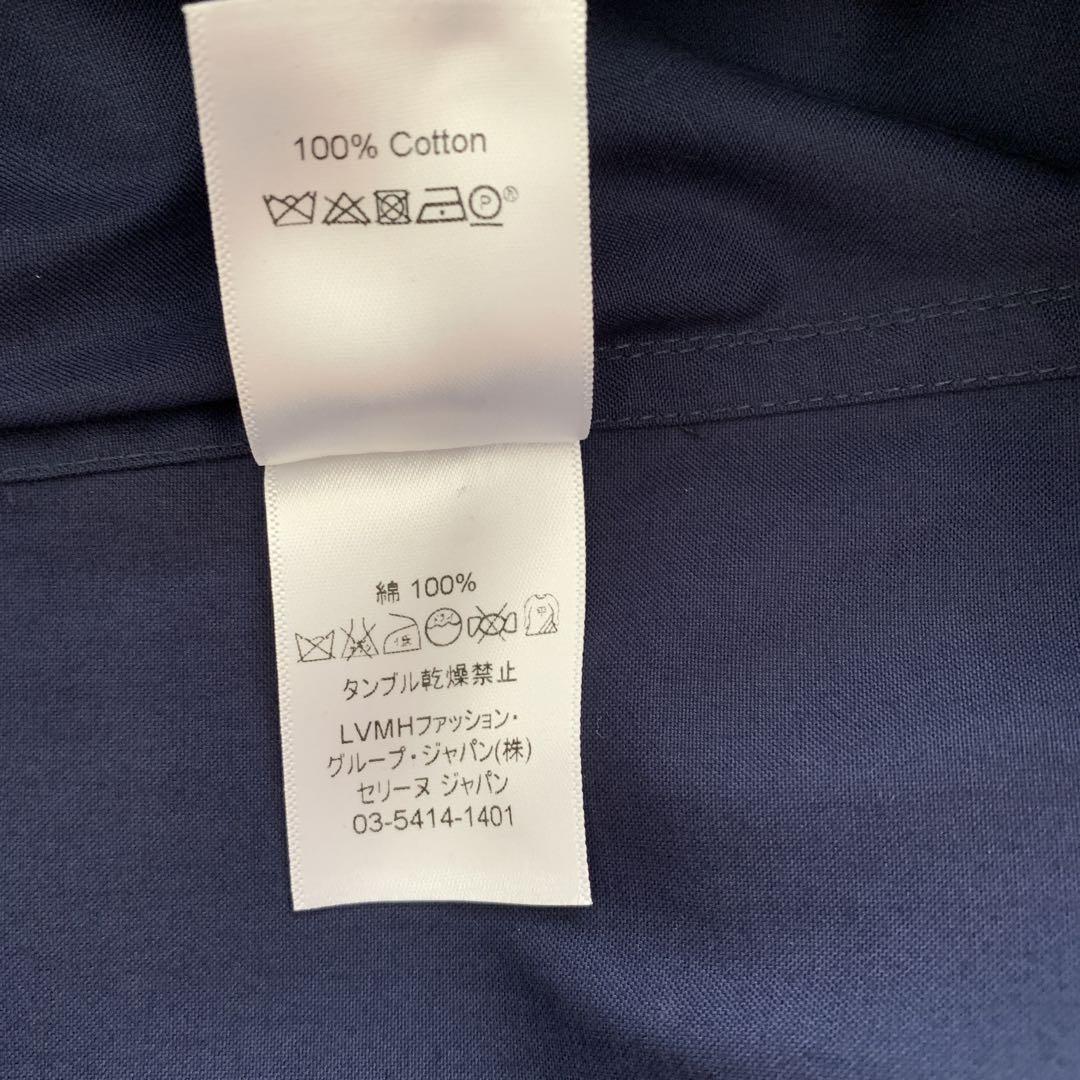 100% Cotton
P®
綿 100%
タンブル乾燥禁止
LVMHファッション・
グループ・ジャパン(株)
セリーヌ ジャパン
03-5414-1401